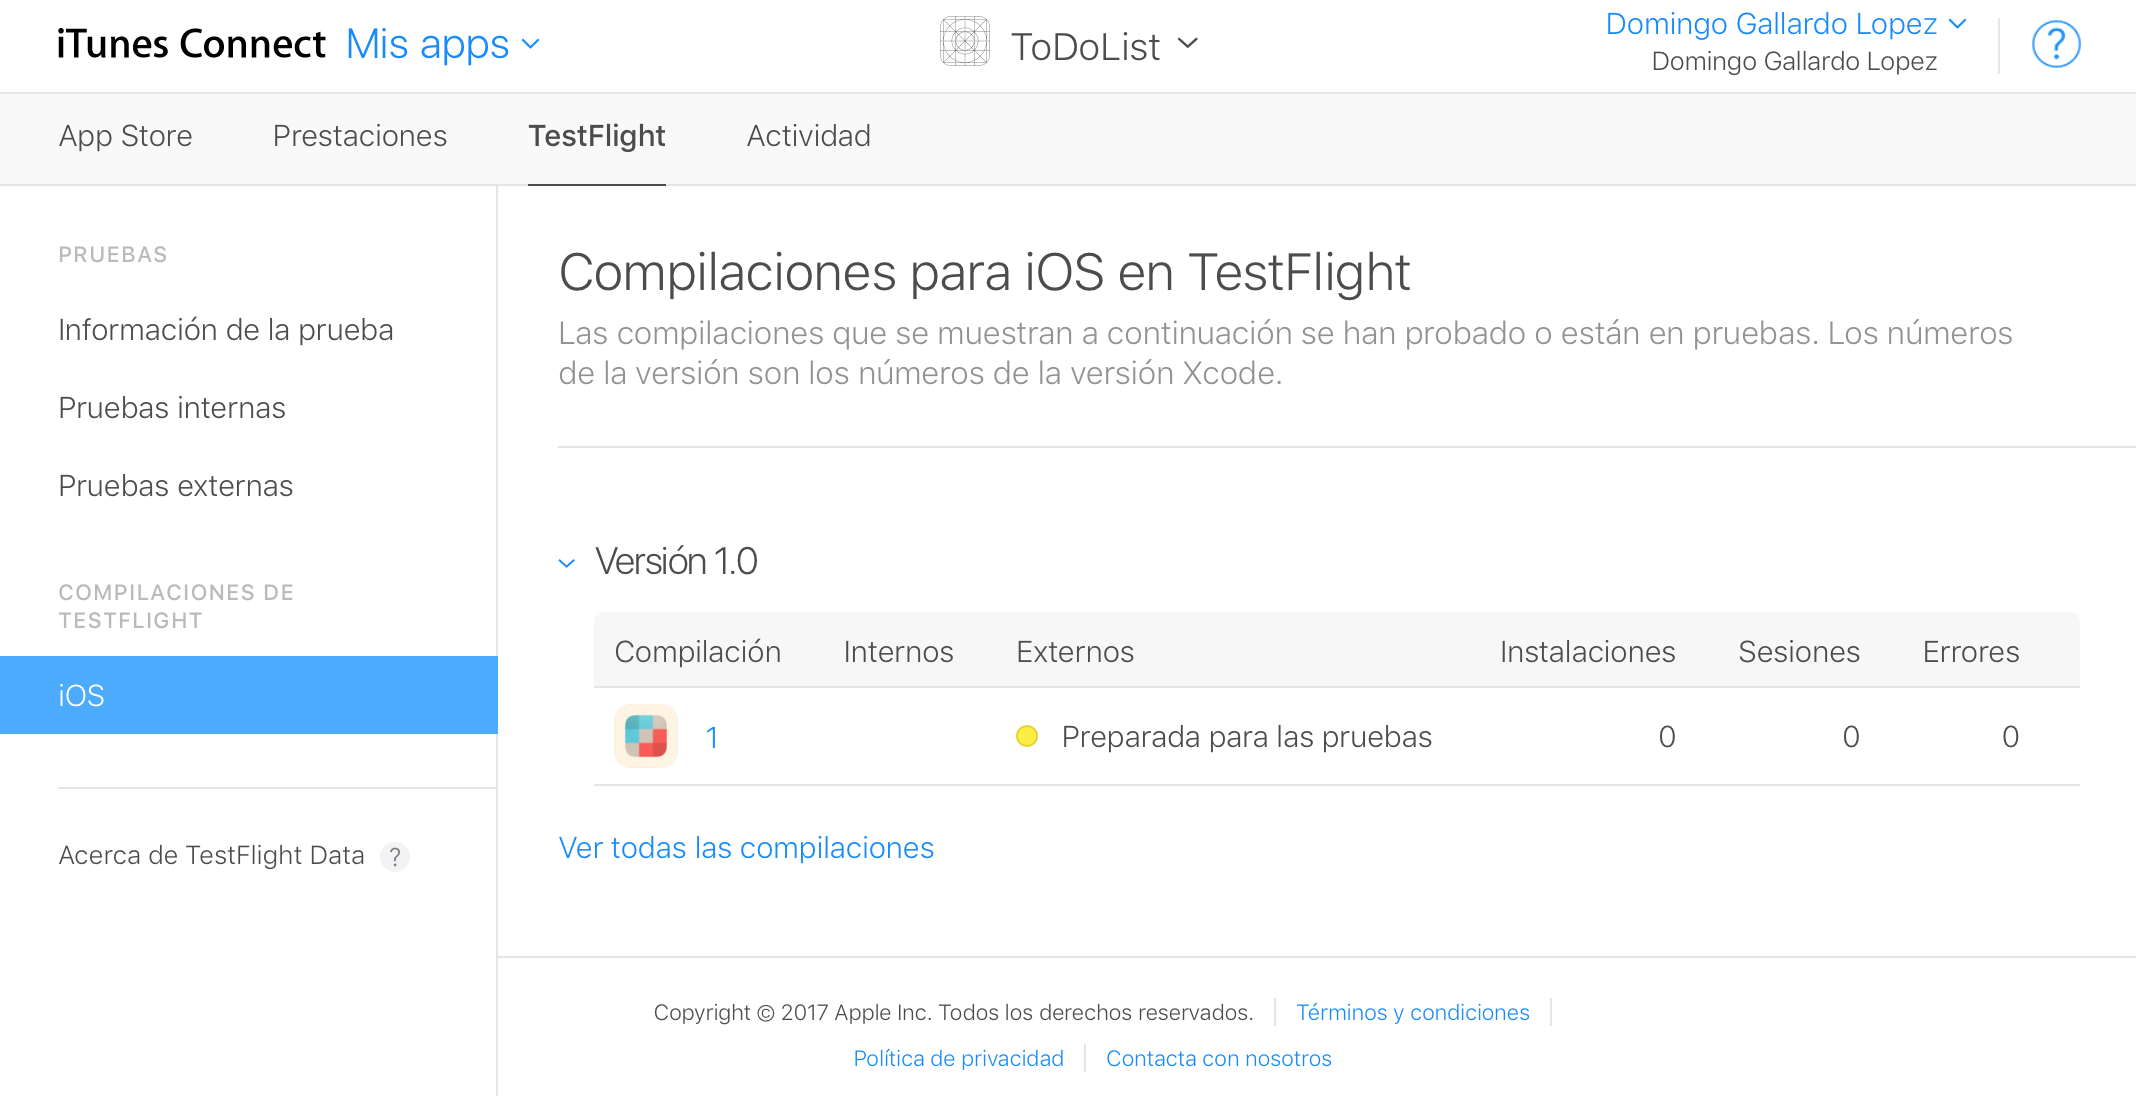 iTunes Connect Mis apps
ToDoList
Domingo Gallardo Lopez
Domingo Gallardo Lopez
?
App Store Prestaciones TestFlight Actividad
PRUEBAS
Información de la prueba
Pruebas internas
Pruebas externas
COMPILACIONES DE
TESTFLIGHT
iOS
Acerca de TestFlight Data ?
Compilaciones para iOS en TestFlight
Las compilaciones que se muestran a continuación se han probado o están en pruebas. Los números
de la versión son los números de la versión Xcode.
Versión 1.0
Compilación Internos Externos Instalaciones Sesiones Errores
1 Preparada para las pruebas 0 0 0
Ver todas las compilaciones
Copyright © 2017 Apple Inc. Todos los derechos reservados. Términos y condiciones
Política de privacidad Contacta con nosotros